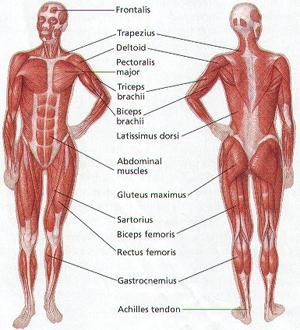 Frontalis
Trapezius
Deltoid
Pectoralis
major
Triceps
brachii
Biceps
brachii
Latissimus dorsi
Abdominal
muscles
Gluteus maximus
Sartorius
Biceps femoris
Rectus femoris
Gastrocnemius
Achilles tendon